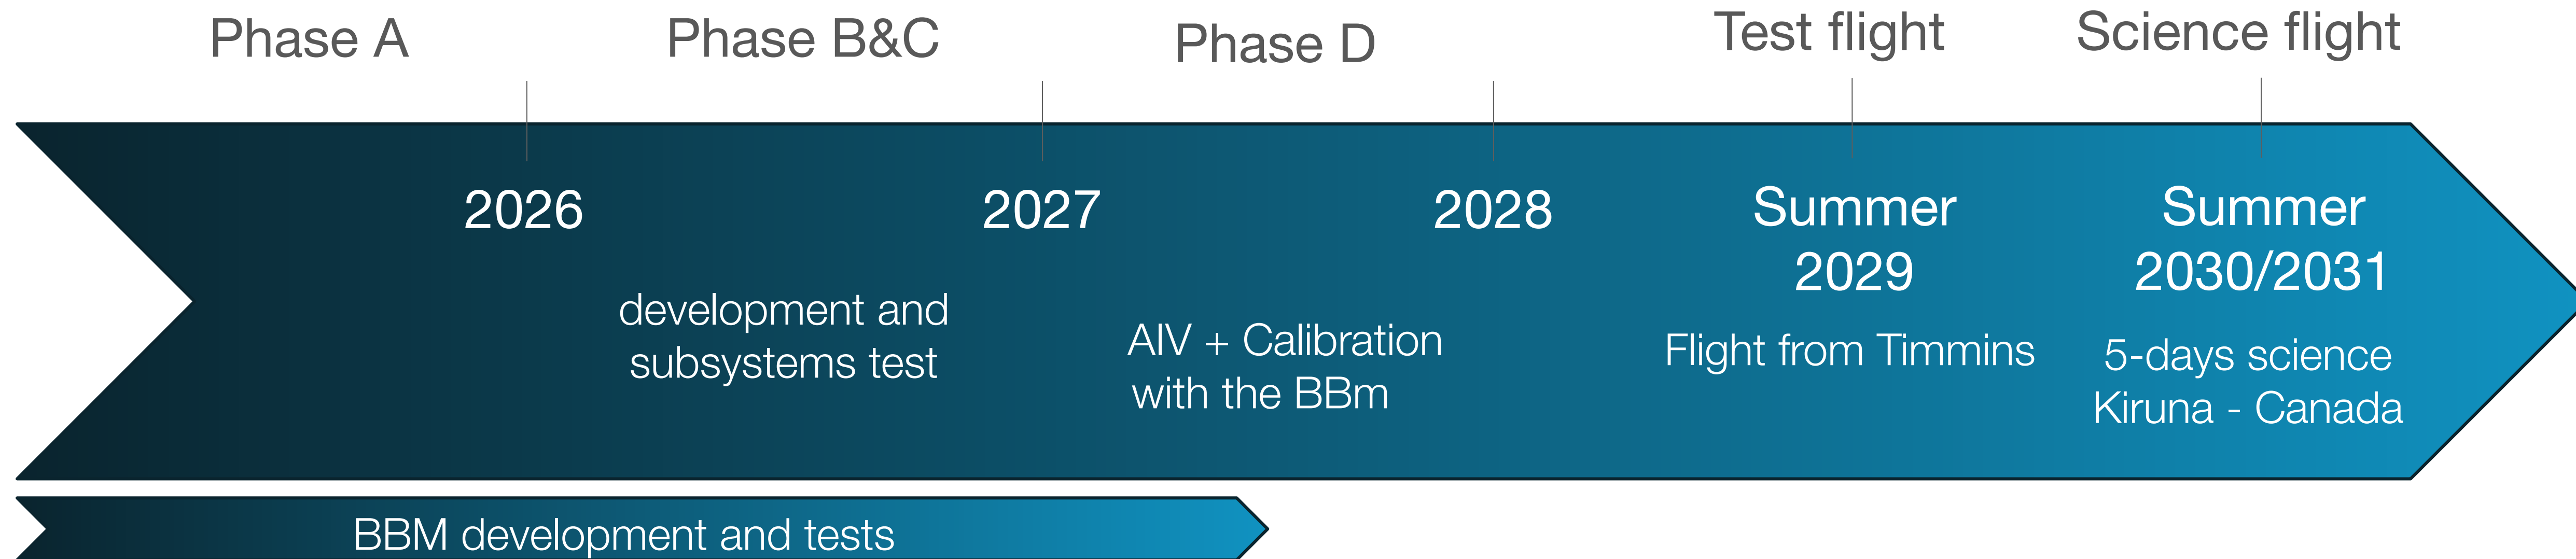 Phase A
Phase B&C
Phase D
Test flight
Science flight
2026
2027
2028
Summer
2029
Summer
2030/2031
development and
subsystems test
AIV + Calibration
with the BBm
Flight from Timmins
5-days science
Kiruna - Canada
BBM development and tests